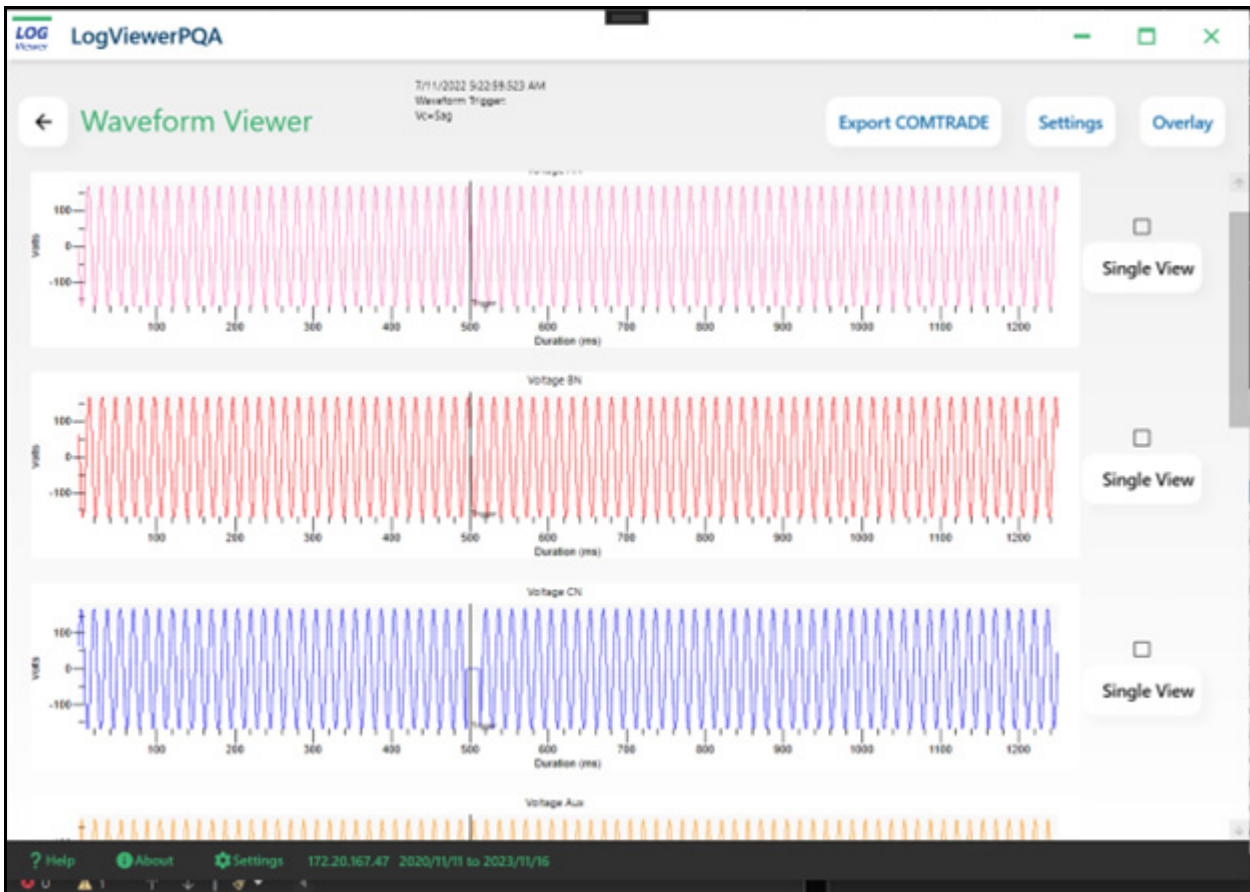 LOG
Viewer
LogViewerPQA
Waveform Viewer
7/11/2022 5:22:59.523 AM
Waveform Trigger:
Vc=Sag
Export COMTRADE
Settings
Overlay
Volts
100
0
-100
100 200 300 400 500 600 700 800 900 1000 1100 1200
Duration (ms)
Single View
Voltage BN
Volts
100
0
-100
100 200 300 400 500 600 700 800 900 1000 1100 1200
Duration (ms)
Single View
Voltage CN
Volts
100
0
-100
100 200 300 400 500 600 700 800 900 1000 1100 1200
Duration (ms)
Single View
Voltage Aux
? Help
About
Settings
172.20.167.47 2020/11/11 to 2023/11/16
0
1